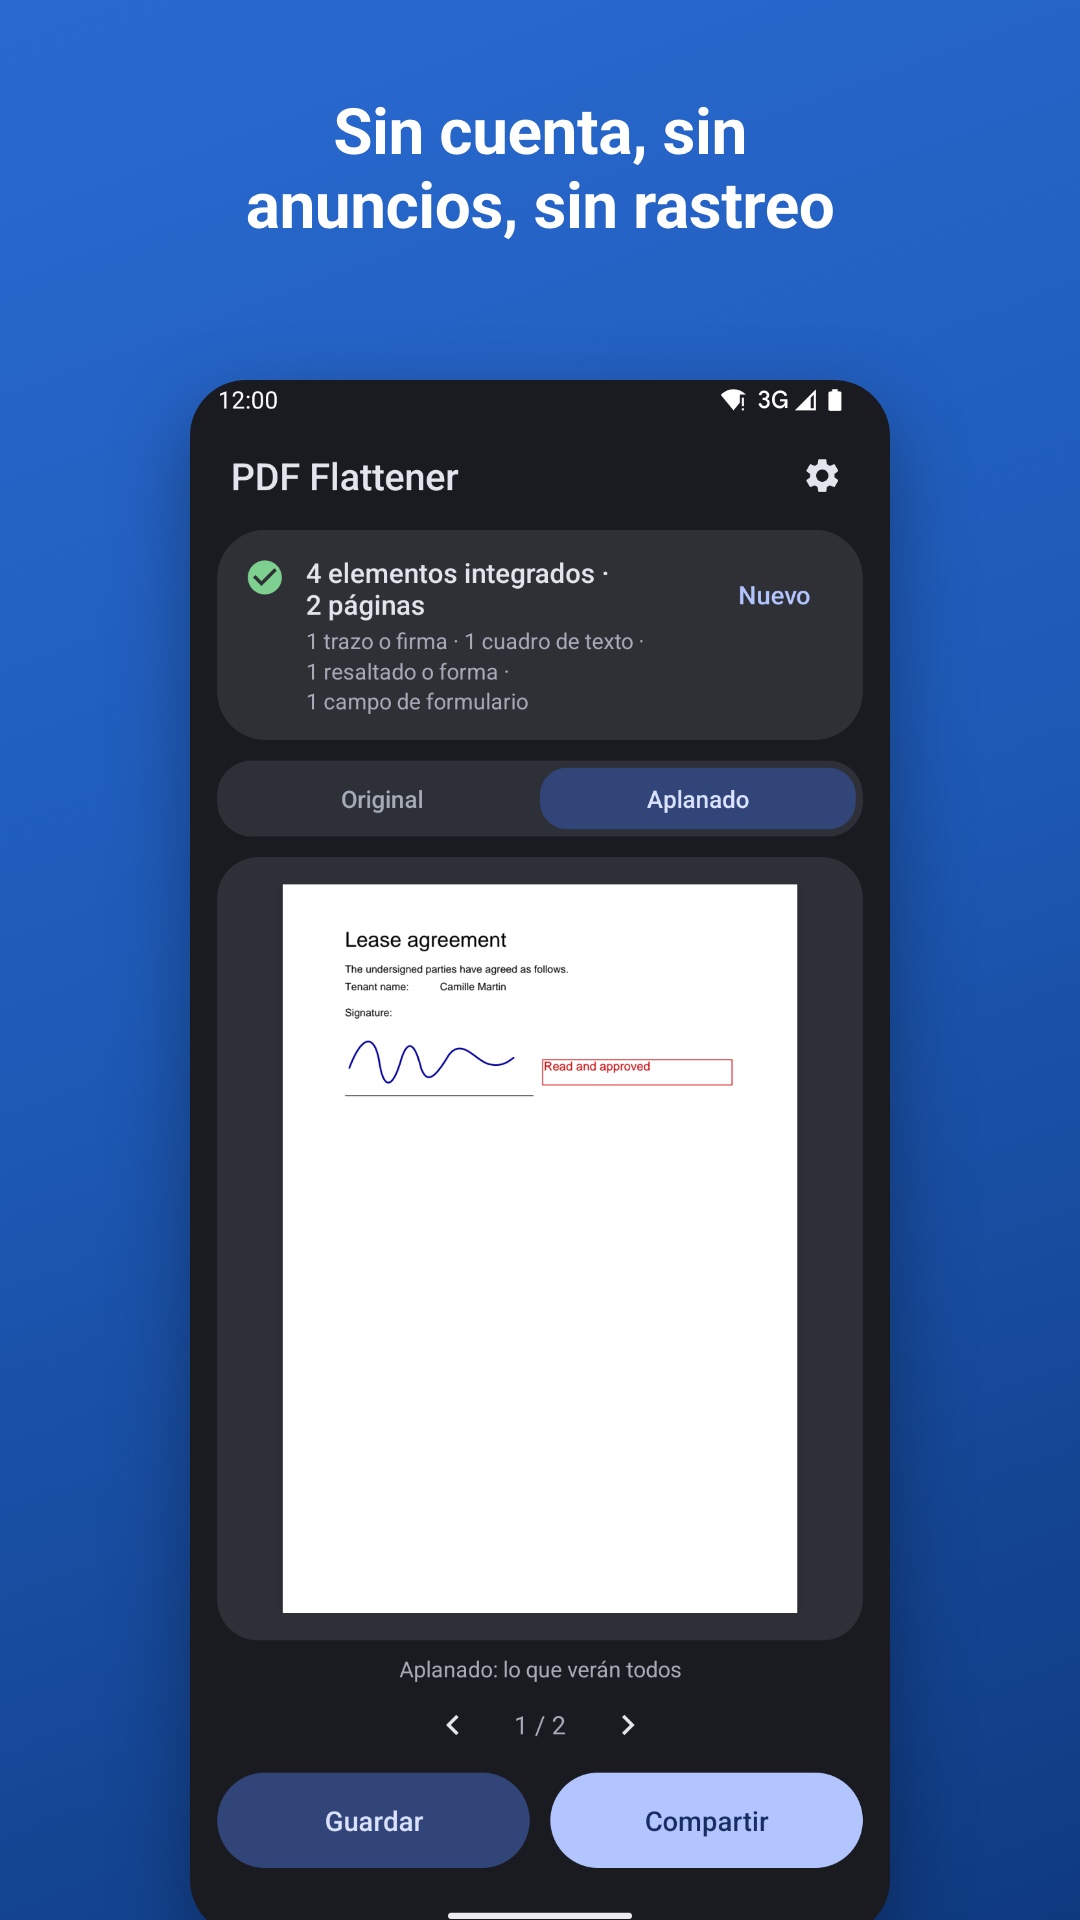 Sin cuenta, sin
anuncios, sin rastreo
12:00
3G
PDF Flattener
4 elementos integrados ·
2 páginas
Nuevo
1 trazo o firma · 1 cuadro de texto ·
1 resaltado o forma ·
1 campo de formulario
Original
Aplanado
Lease agreement
The undersigned parties have agreed as follows.
Tenant name: Camille Martin
Signature:
Read and approved
Aplanado: lo que verán todos
1 / 2
Guardar
Compartir